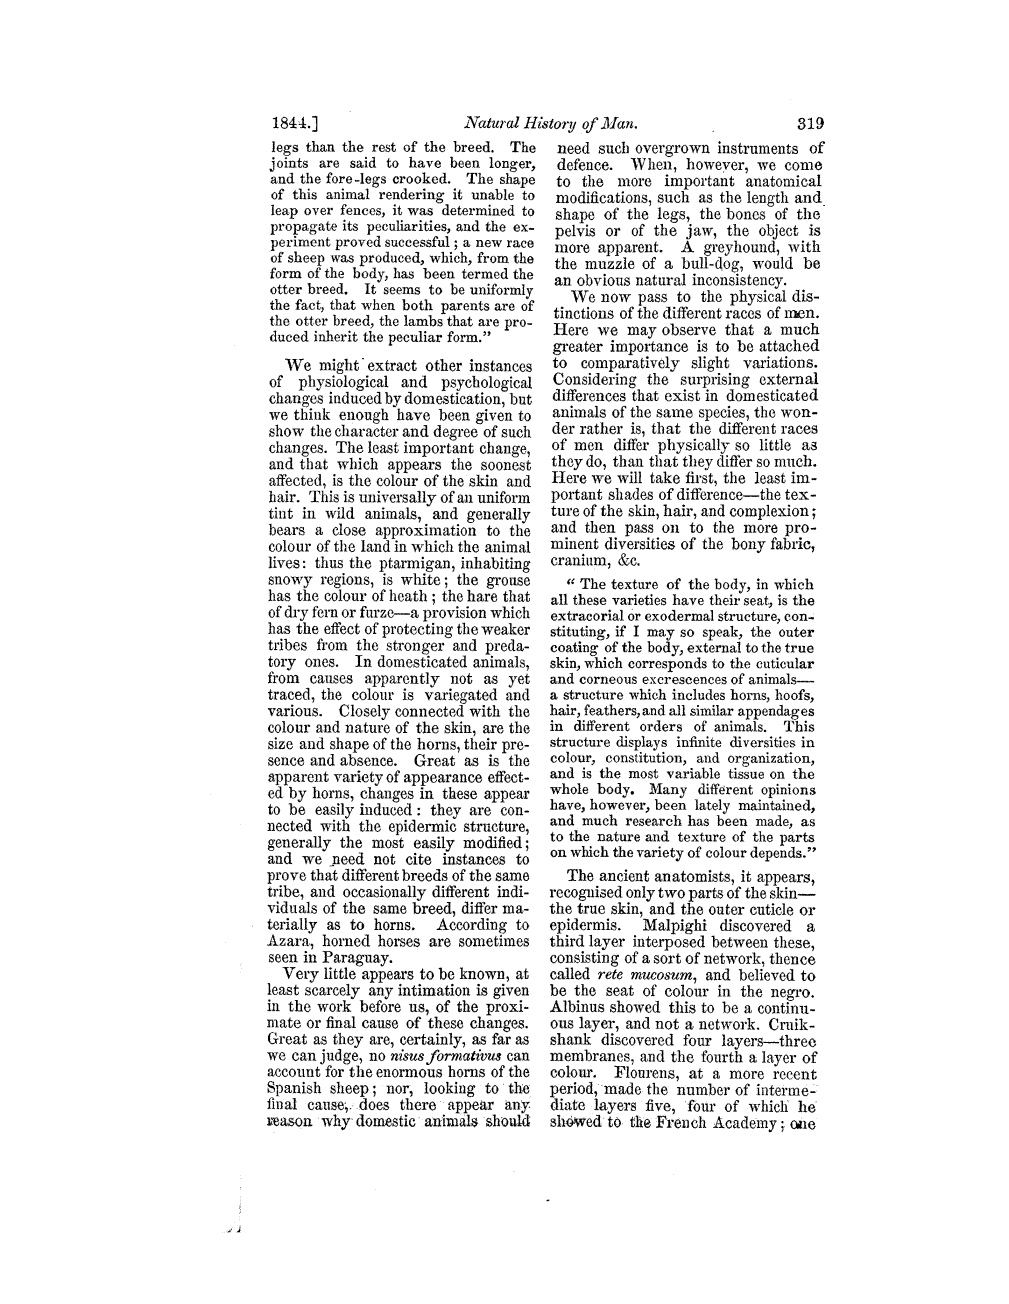 1844.] Natural History of Man. 319
legs than the rest of the breed. The
joints are said to have been longer,
and the fore-legs crooked. The shape
of this animal rendering it unable to
leap over fences, it was determined to
propagate its peculiarities, and the ex-
periment proved successful; a new race
of sheep was produced, which, from the
form of the body, has been termed the
otter breed. It seems to be uniformly
the fact, that when both parents are of
the otter breed, the lambs that are pro-
duced inherit the peculiar form."
We might extract other instances
of physiological and psychological
changes induced by domestication, but
we think enough have been given to
show the character and degree of such
changes. The least important change,
and that which appears the soonest
affected, is the colour of the skin and
hair. This is universally of an uniform
tint in wild animals, and generally
bears a close approximation to the
colour of the land in which the animal
lives: thus the ptarmigan, inhabiting
snowy regions, is white; the grouse
has the colour of heath; the hare that
of dry fern or furze—a provision which
has the effect of protecting the weaker
tribes from the stronger and preda-
tory ones. In domesticated animals,
from causes apparently not as yet
traced, the colour is variegated and
various. Closely connected with the
colour and nature of the skin, are the
size and shape of the horns, their pre-
sence and absence. Great as is the
apparent variety of appearance effect-
ed by horns, changes in these appear
to be easily induced: they are con-
nected with the epidermic structure,
generally the most easily modified;
and we need not cite instances to
prove that different breeds of the same
tribe, and occasionally different indi-
viduals of the same breed, differ ma-
terially as to horns. According to
Azara, horned horses are sometimes
seen in Paraguay.
Very little appears to be known, at
least scarcely any intimation is given
in the work before us, of the proxi-
mate or final cause of these changes.
Great as they are, certainly, as far as
we can judge, no nisus formativus can
account for the enormous horns of the
Spanish sheep; nor, looking to the
final cause, does there appear any
reason why domestic animals should
need such overgrown instruments of
defence. When, however, we come
to the more important anatomical
modifications, such as the length and
shape of the legs, the bones of the
pelvis or of the jaw, the object is
more apparent. A greyhound, with
the muzzle of a bull-dog, would be
an obvious natural inconsistency.
We now pass to the physical dis-
tinctions of the different races of men.
Here we may observe that a much
greater importance is to be attached
to comparatively slight variations.
Considering the surprising external
differences that exist in domesticated
animals of the same species, the won-
der rather is, that the different races
of men differ physically so little as
they do, than that they differ so much.
Here we will take first, the least im-
portant shades of difference—the tex-
ture of the skin, hair, and complexion;
and then pass on to the more pro-
minent diversities of the bony fabric,
cranium, &c.
"The texture of the body, in which
all these varieties have their seat, is the
extracorial or exodermal structure, con-
stituting, if I may so speak, the outer
coating of the body, external to the true
skin, which corresponds to the cuticular
and corneous excrescences of animals—
a structure which includes horns, hoofs,
hair, feathers, and all similar appendages
in different orders of animals. This
structure displays infinite diversities in
colour, constitution, and organization,
and is the most variable tissue on the
whole body. Many different opinions
have, however, been lately maintained,
and much research has been made, as
to the nature and texture of the parts
on which the variety of colour depends."
The ancient anatomists, it appears,
recognised only two parts of the skin—
the true skin, and the outer cuticle or
epidermis. Malpighi discovered a
third layer interposed between these,
consisting of a sort of network, thence
called rete mucosum, and believed to
be the seat of colour in the negro.
Albinus showed this to be a continu-
ous layer, and not a network. Cruik-
shank discovered four layers—three
membranes, and the fourth a layer of
colour. Flourens, at a more recent
period, made the number of interme-
diate layers five, four of which he
showed to the French Academy; one